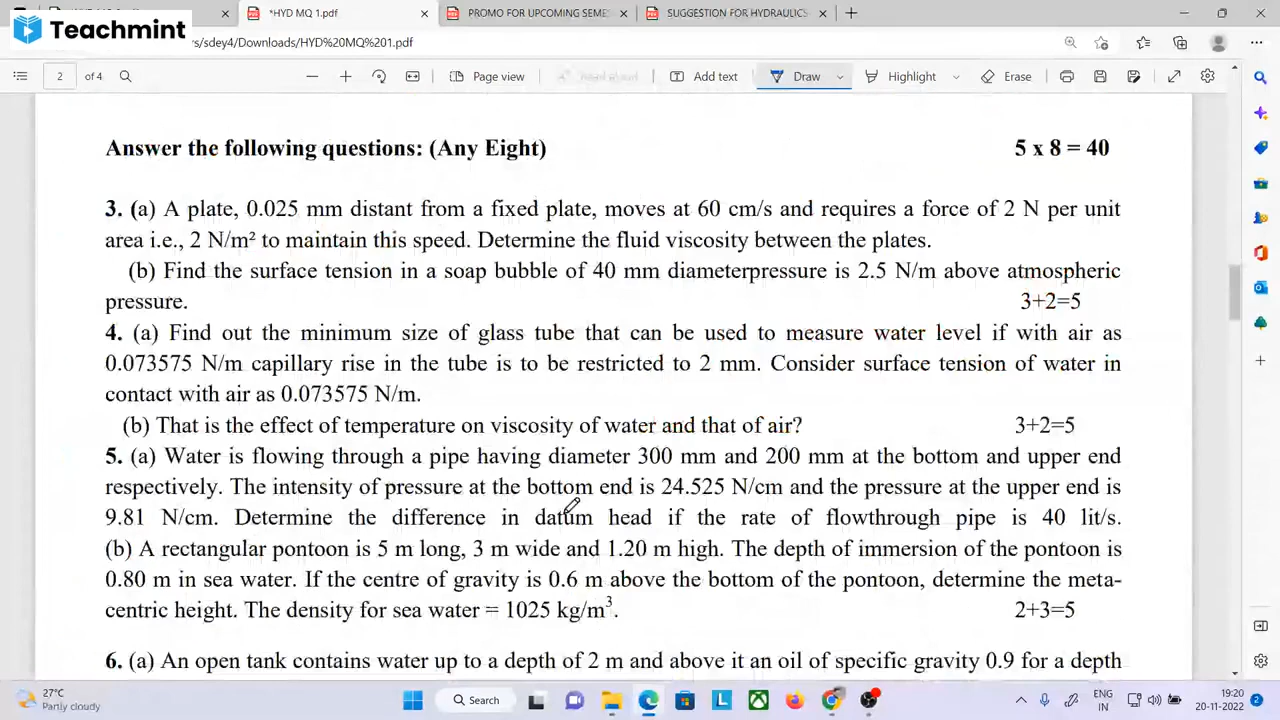 *HYD MQ 1.pdf
PROMO FOR UPCOMING SEME
SUGGESTION FOR HYDRAULICS
Teachmint
/sdey4/Downloads/HYD%20MQ%201.pdf
2 of 4
Page view
Read aloud
Add text
Draw
Highlight
Erase
Answer the following questions: (Any Eight) 5 x 8 = 40
3. (a) A plate, 0.025 mm distant from a fixed plate, moves at 60 cm/s and requires a force of 2 N per unit
area i.e., 2 N/m² to maintain this speed. Determine the fluid viscosity between the plates.
(b) Find the surface tension in a soap bubble of 40 mm diameterpressure is 2.5 N/m above atmospheric
pressure. 3+2=5
4. (a) Find out the minimum size of glass tube that can be used to measure water level if with air as
0.073575 N/m capillary rise in the tube is to be restricted to 2 mm. Consider surface tension of water in
contact with air as 0.073575 N/m.
(b) That is the effect of temperature on viscosity of water and that of air? 3+2=5
5. (a) Water is flowing through a pipe having diameter 300 mm and 200 mm at the bottom and upper end
respectively. The intensity of pressure at the bottom end is 24.525 N/cm and the pressure at the upper end is
9.81 N/cm. Determine the difference in datum head if the rate of flowthrough pipe is 40 lit/s.
(b) A rectangular pontoon is 5 m long, 3 m wide and 1.20 m high. The depth of immersion of the pontoon is
0.80 m in sea water. If the centre of gravity is 0.6 m above the bottom of the pontoon, determine the meta-
centric height. The density for sea water = 1025 kg/m³. 2+3=5
6. (a) An open tank contains water up to a depth of 2 m and above it an oil of specific gravity 0.9 for a depth
27°C
Partly cloudy
Search
ENG
IN
19:20
20-11-2022
2